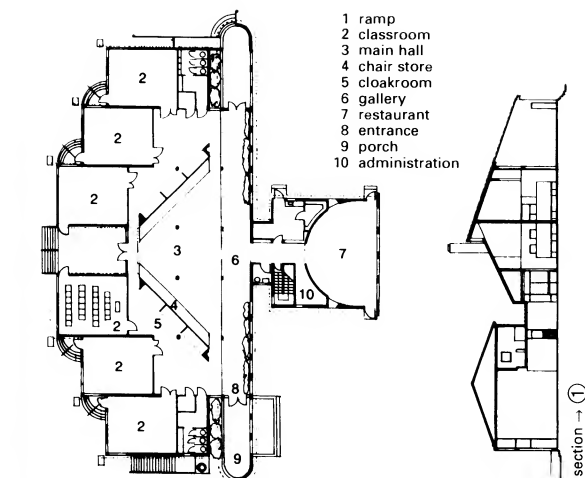 1 ramp
2 classroom
3 main hall
4 chair store
5 cloakroom
6 gallery
7 restaurant
8 entrance
9 porch
10 administration
2
2
2
3
6
7
4
10
5
2
2
8
2
9
section → 1